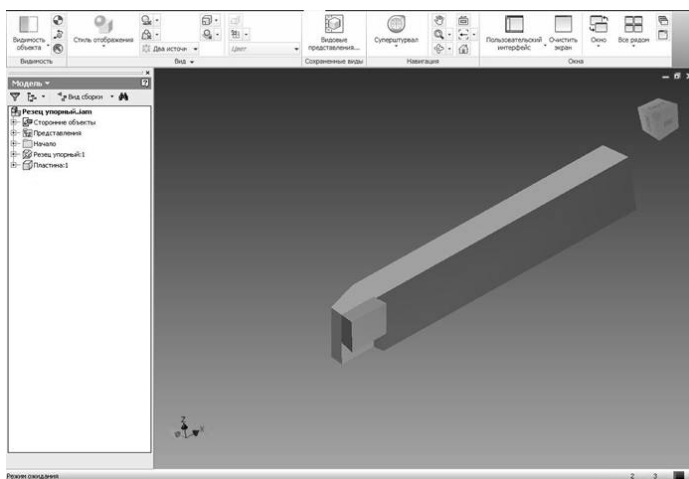 Видимость объекта
Стиль отображения
Два источн
Цвет
Видовые представления...
Суперштурвал
Пользовательский интерфейс
Очистить экран
Окно
Все рядом
Видимость
Вид
Сохраненные виды
Навигация
Окна
Модель
Вид сборки
Резец упорный.iam
Сторонние объекты
Представления
Начало
Резец упорный:1
Пластина:1
Z
X
Режим ожидания
2 3